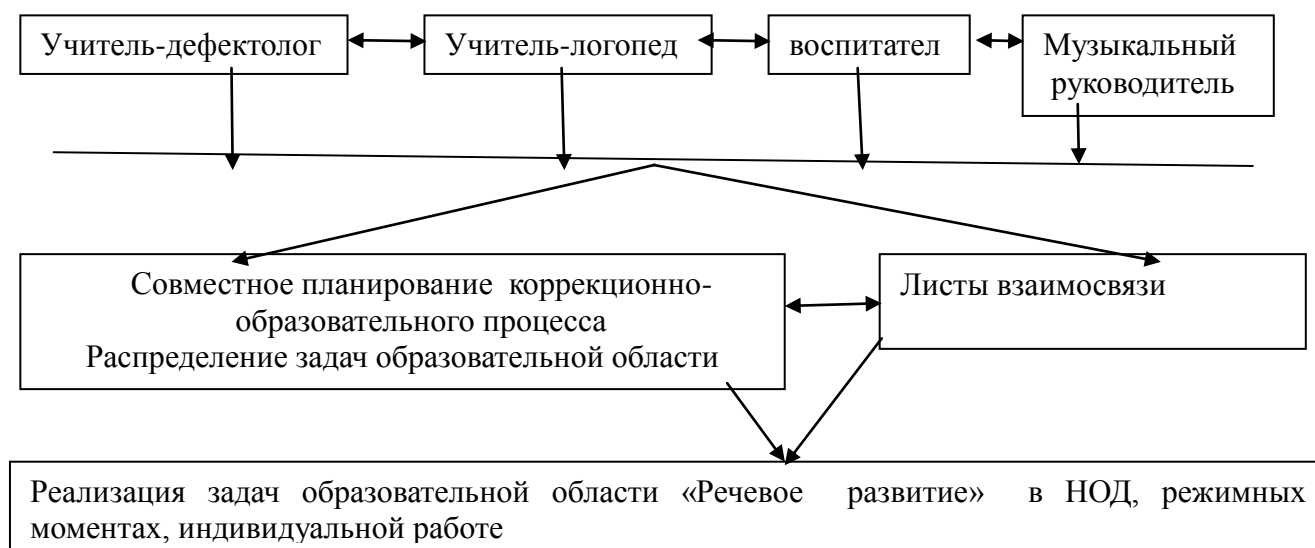 Учитель-дефектолог
Учитель-логопед
воспитател
Музыкальный
руководитель
Совместное планирование коррекционно-
образовательного процесса
Распределение задач образовательной области
Листы взаимосвязи
Реализация задач образовательной области «Речевое развитие» в НОД, режимных
моментах, индивидуальной работе